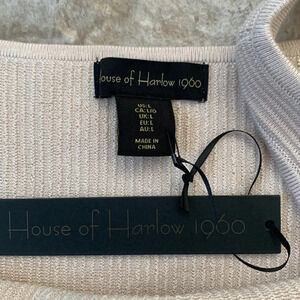 House of Harlow 1960
US:L
CA:L/G
UK:L
EU:L
AU:L
MADE IN
CHINA
House of Harlow 1960